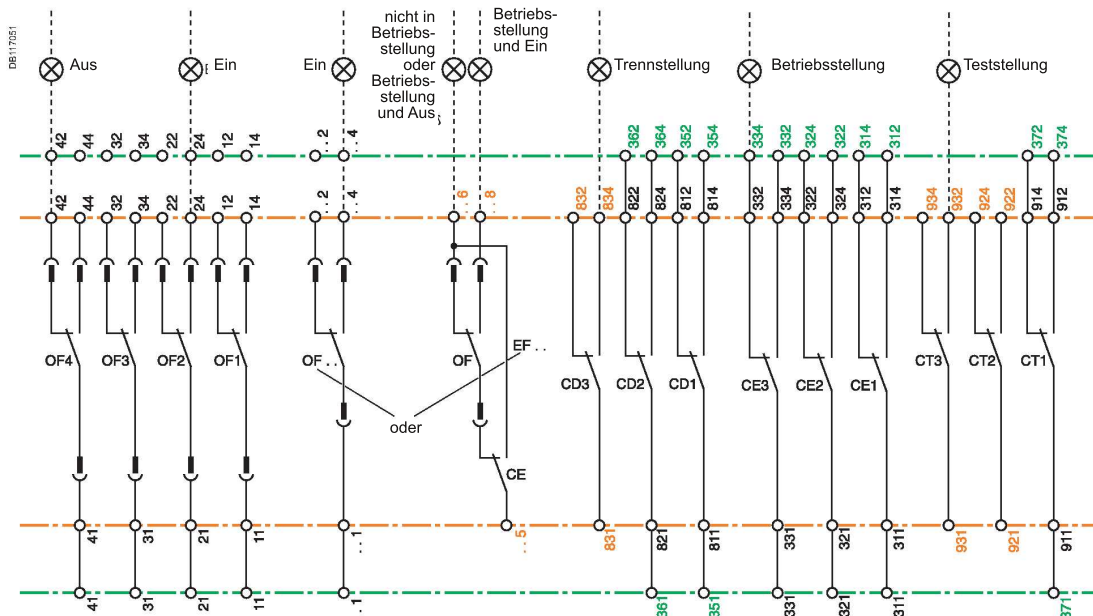 DB117051
Aus
Ein
Ein
nicht in
Betriebs-
stellung
oder
Betriebs-
stellung
und Aus
Betriebs-
stellung
und Ein
Trennstellung
Betriebsstellung
Teststellung
42 44 32 34 22 24 12 14 . . 2 . . 4 362 364 352 354 334 332 324 322 314 312 372 374
42 44 32 34 22 24 12 14 . . 2 . . 4 . . 6 . . 8 832 834 822 824 812 814 332 334 322 324 312 314 934 932 924 922 914 912
OF4 OF3 OF2 OF1 OF . . OF EF . . CD3 CD2 CD1 CE3 CE2 CE1 CT3 CT2 CT1
oder
CE
41 31 21 11 . . 1 . . 5 831 821 811 331 321 311 931 921 911
41 31 21 11 . . 1 361 351 331 321 311 371